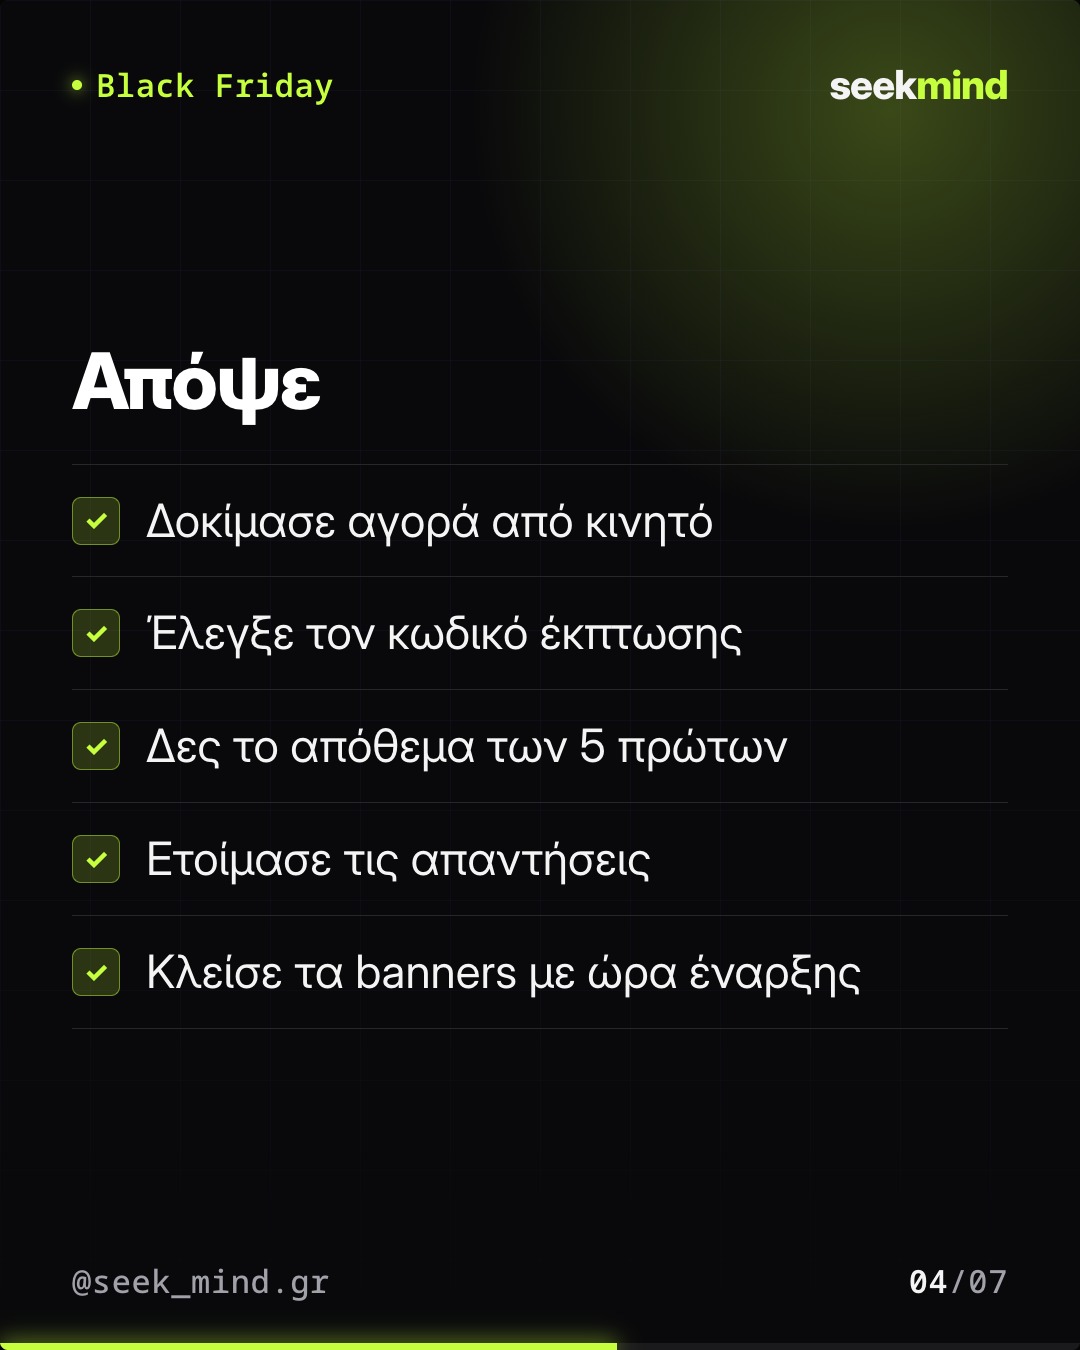 Black Friday
seekmind
Απόψε
Δοκίμασε αγορά από κινητό
Έλεγξε τον κωδικό έκπτωσης
Δες το απόθεμα των 5 πρώτων
Ετοίμασε τις απαντήσεις
Κλείσε τα banners με ώρα έναρξης
@seek_mind.gr
04/07